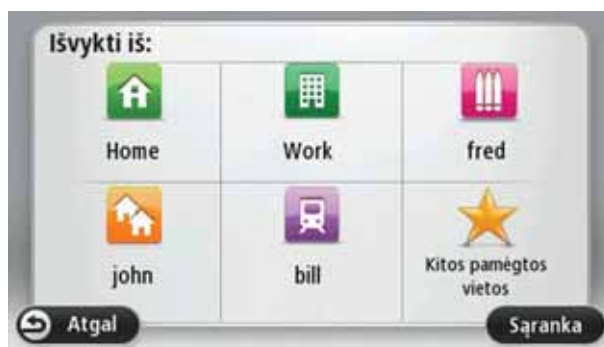 Išvykti iš:
Home
Work
fred
john
bill
Kitos pamėgtos
vietos
Atgal
Sąranka